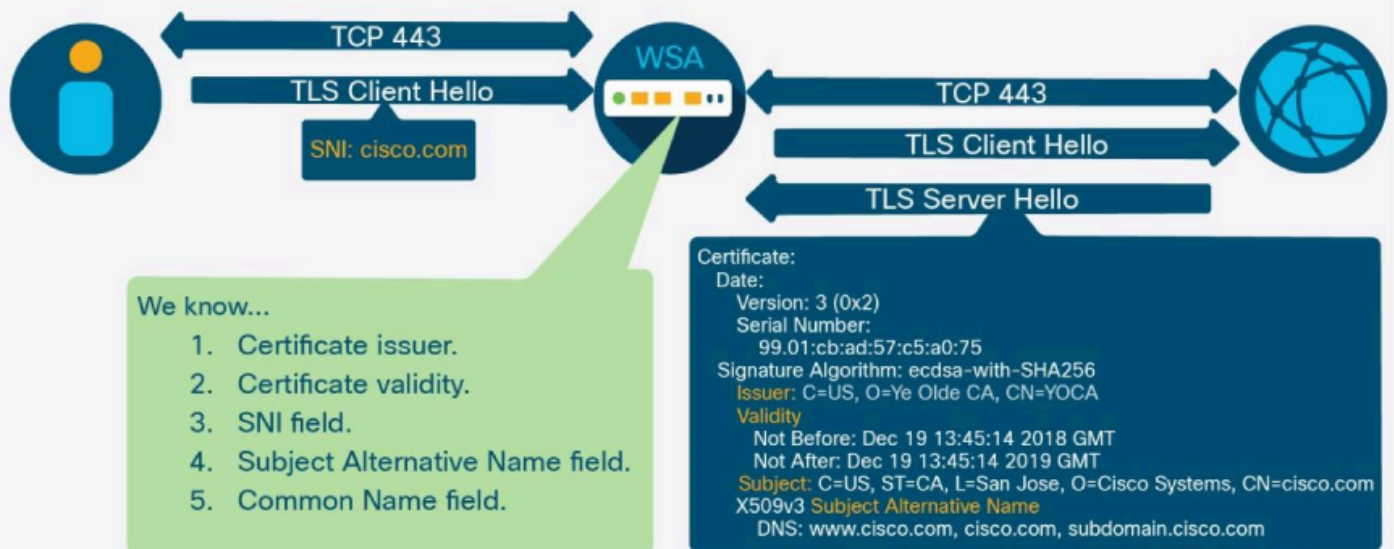 TCP 443
TLS Client Hello
SNI: cisco.com
WSA
TCP 443
TLS Client Hello
TLS Server Hello
We know...
1. Certificate issuer.
2. Certificate validity.
3. SNI field.
4. Subject Alternative Name field.
5. Common Name field.
Certificate:
Date:
Version: 3 (0x2)
Serial Number:
99.01:cb:ad:57:c5:a0:75
Signature Algorithm: ecdsa-with-SHA256
Issuer: C=US, O=Ye Olde CA, CN=YOCA
Validity
Not Before: Dec 19 13:45:14 2018 GMT
Not After: Dec 19 13:45:14 2019 GMT
Subject: C=US, ST=CA, L=San Jose, O=Cisco Systems, CN=cisco.com
X509v3 Subject Alternative Name
DNS: www.cisco.com, cisco.com, subdomain.cisco.com